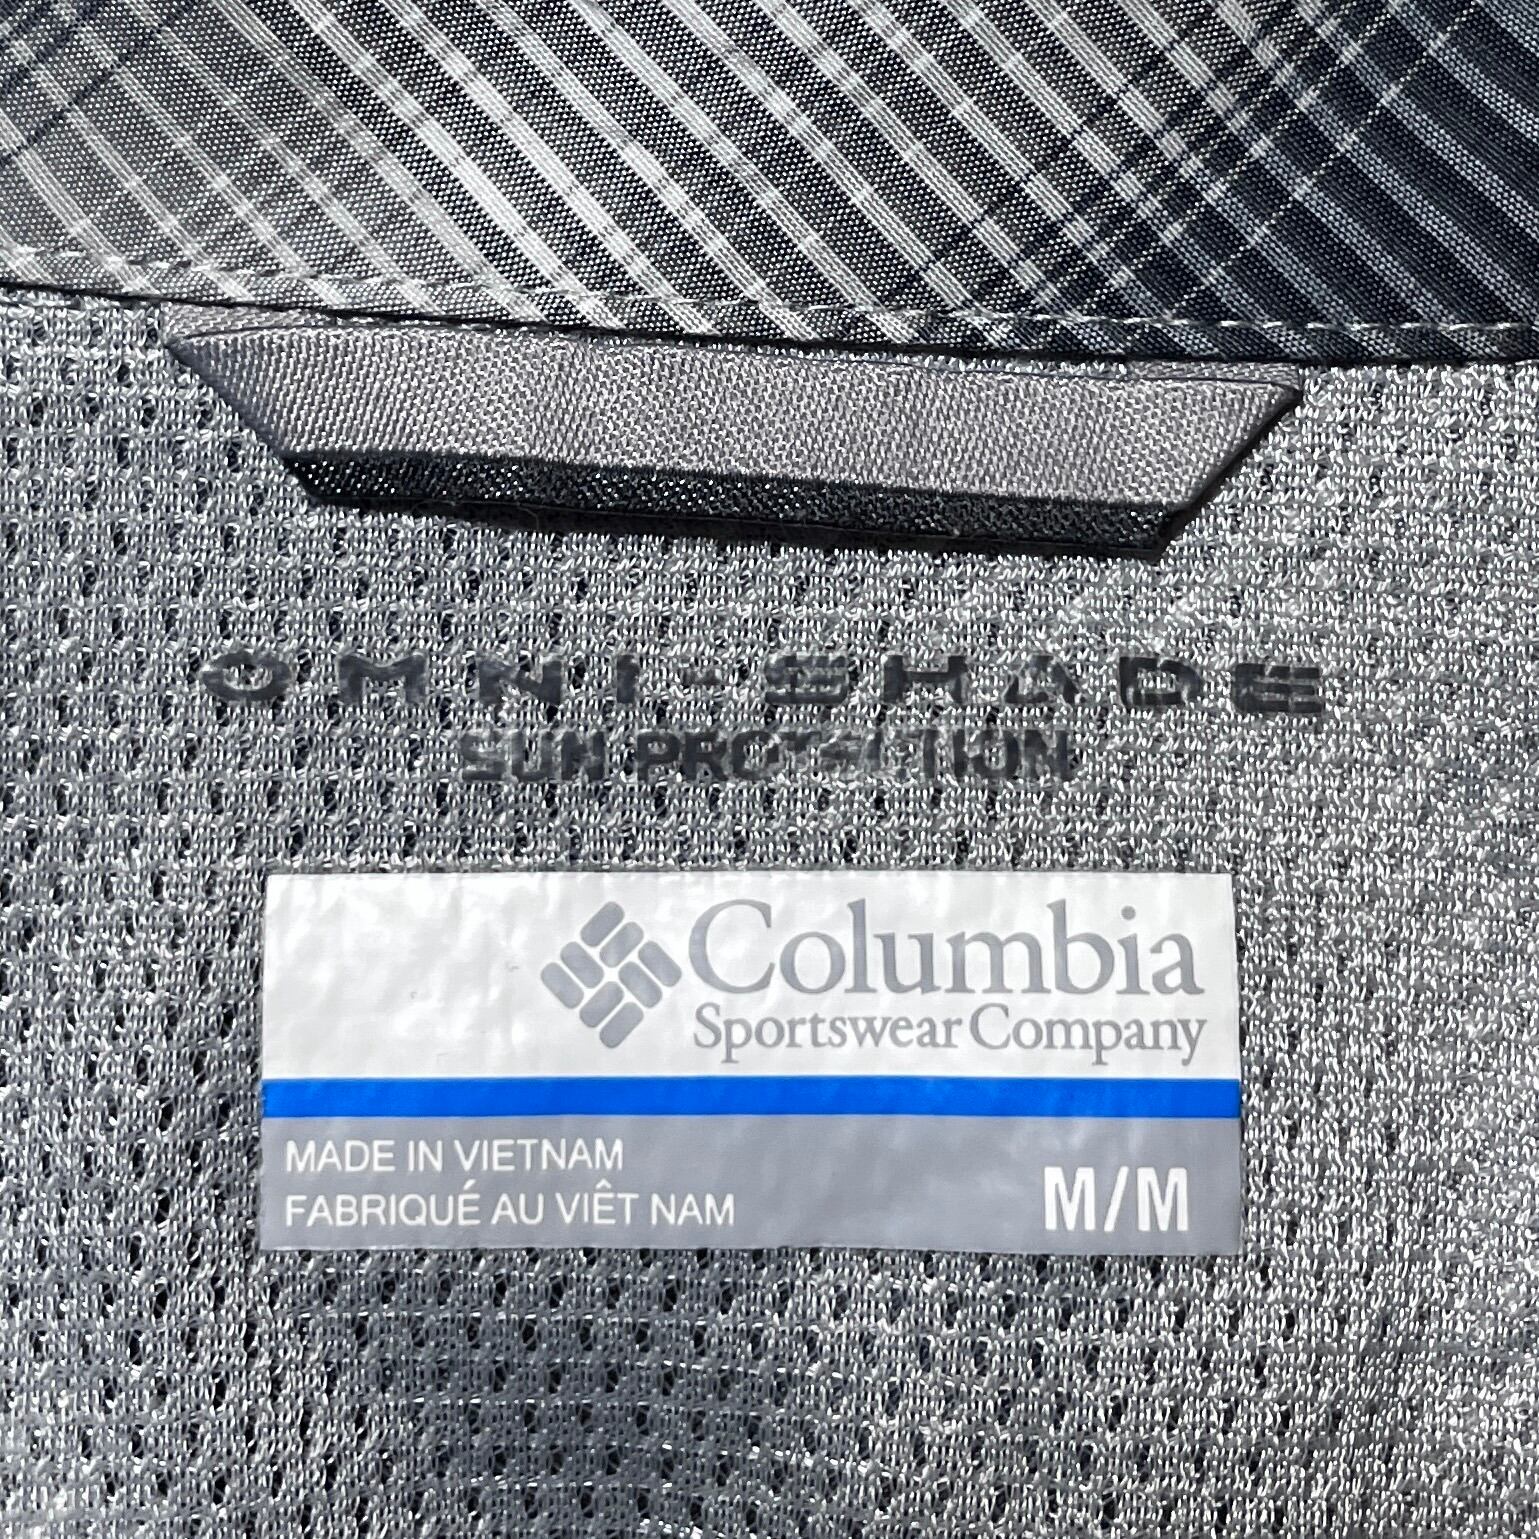 OMNI-SHADE
SUN PROTECTION
Columbia
Sportswear Company
MADE IN VIETNAM
FABRIQUÉ AU VIÊT NAM
M/M